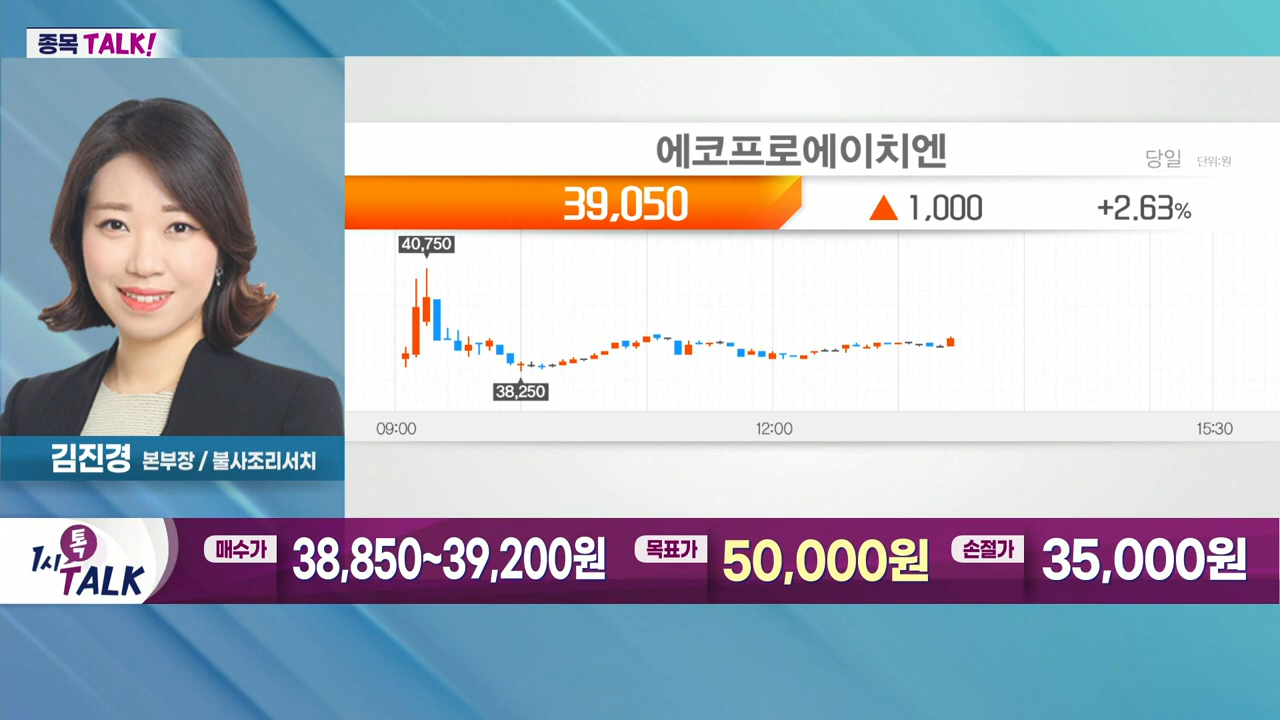 종목 TALK!
에코프로에이치엔
당일 단위:원
39,050 ▲ 1,000 +2.63%
40,750
38,250
09:00 12:00 15:30
김진경 본부장 / 불사조리서치
1시톡 TALK
매수가 38,850~39,200원 목표가 50,000원 손절가 35,000원